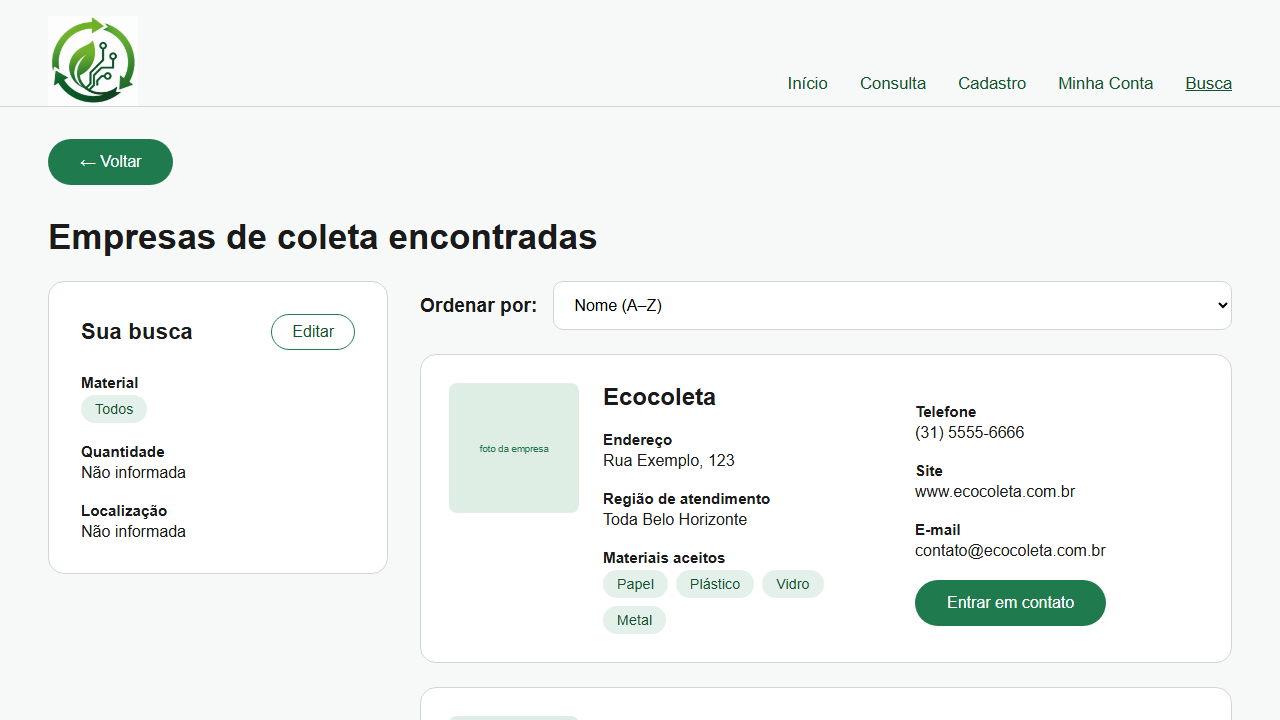 Início
Consulta
Cadastro
Minha Conta
Busca
← Voltar
Empresas de coleta encontradas
Sua busca
Editar
Material
Todos
Quantidade
Não informada
Localização
Não informada
Ordenar por:
Nome (A–Z)
foto da empresa
Ecocoleta
Endereço
Rua Exemplo, 123
Região de atendimento
Toda Belo Horizonte
Materiais aceitos
Papel
Plástico
Vidro
Metal
Telefone
(31) 5555-6666
Site
www.ecocoleta.com.br
E-mail
contato@ecocoleta.com.br
Entrar em contato